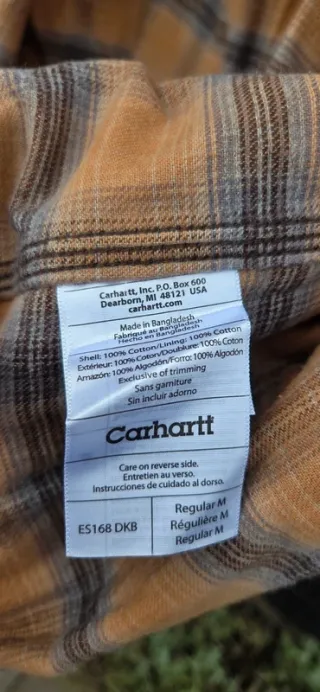 Carhartt, Inc. P.O. Box 600
Dearborn, MI 48121 USA
carhartt.com
Made in Bangladesh
Fabriqué au Bangladesh
Hecho en Bangladesh
Shell: 100% Cotton/Lining: 100% Cotton
Extérieur: 100% Coton/Doublure: 100% Coton
Amazón: 100% Algodón/Forro: 100% Algodón
Exclusive of trimming
Sans garniture
Sin incluir adorno
Carhartt
Care on reverse side.
Entretien au verso.
Instrucciones de cuidado al dorso.
ES168 DKB
Regular M
Régulière M
Regular M